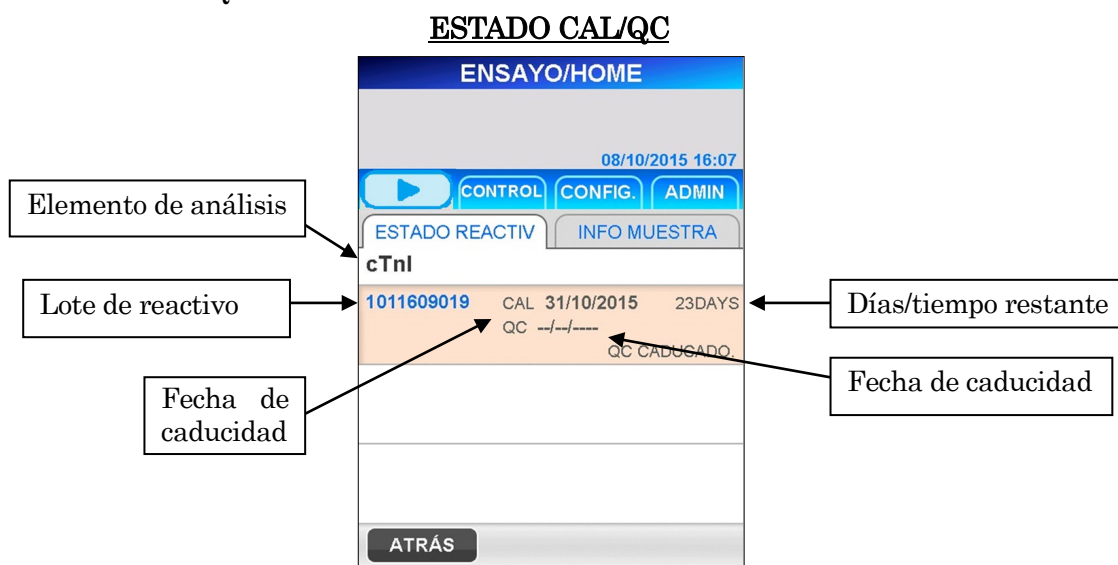 ESTADO CAL/QC
ENSAYO/HOME
08/10/2015 16:07
CONTROL CONFIG. ADMIN
ESTADO REACTIV INFO MUESTRA
Elemento de análisis
cTnI
Lote de reactivo
1011609019 CAL 31/10/2015 23DAYS
Días/tiempo restante
QC --/--/----
QC CADUCADO.
Fecha de caducidad
Fecha de
caducidad
ATRÁS